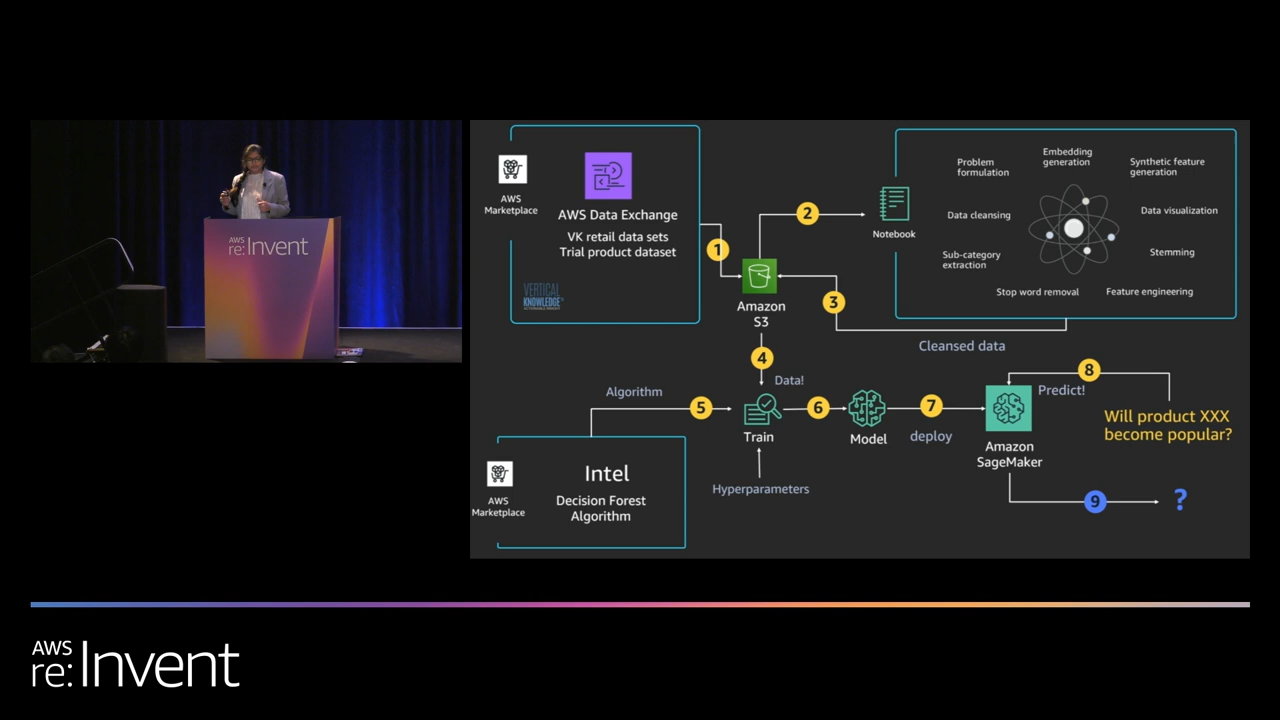 AWS
re:Invent
AWS
Marketplace
AWS Data Exchange
VK retail data sets
Trial product dataset
VERTICAL
KNOWLEDGE
1
2
Notebook
Problem
formulation
Embedding
generation
Synthetic feature
generation
Data cleansing
Data visualization
Sub-category
extraction
Stemming
Stop word removal
Feature engineering
Amazon
S3
3
Cleansed data
4
Data!
Algorithm
5
Train
6
Model
7
deploy
8
Predict!
Will product XXX
become popular?
Amazon
SageMaker
Hyperparameters
9
?
AWS
Marketplace
Intel
Decision Forest
Algorithm
AWS
re:Invent